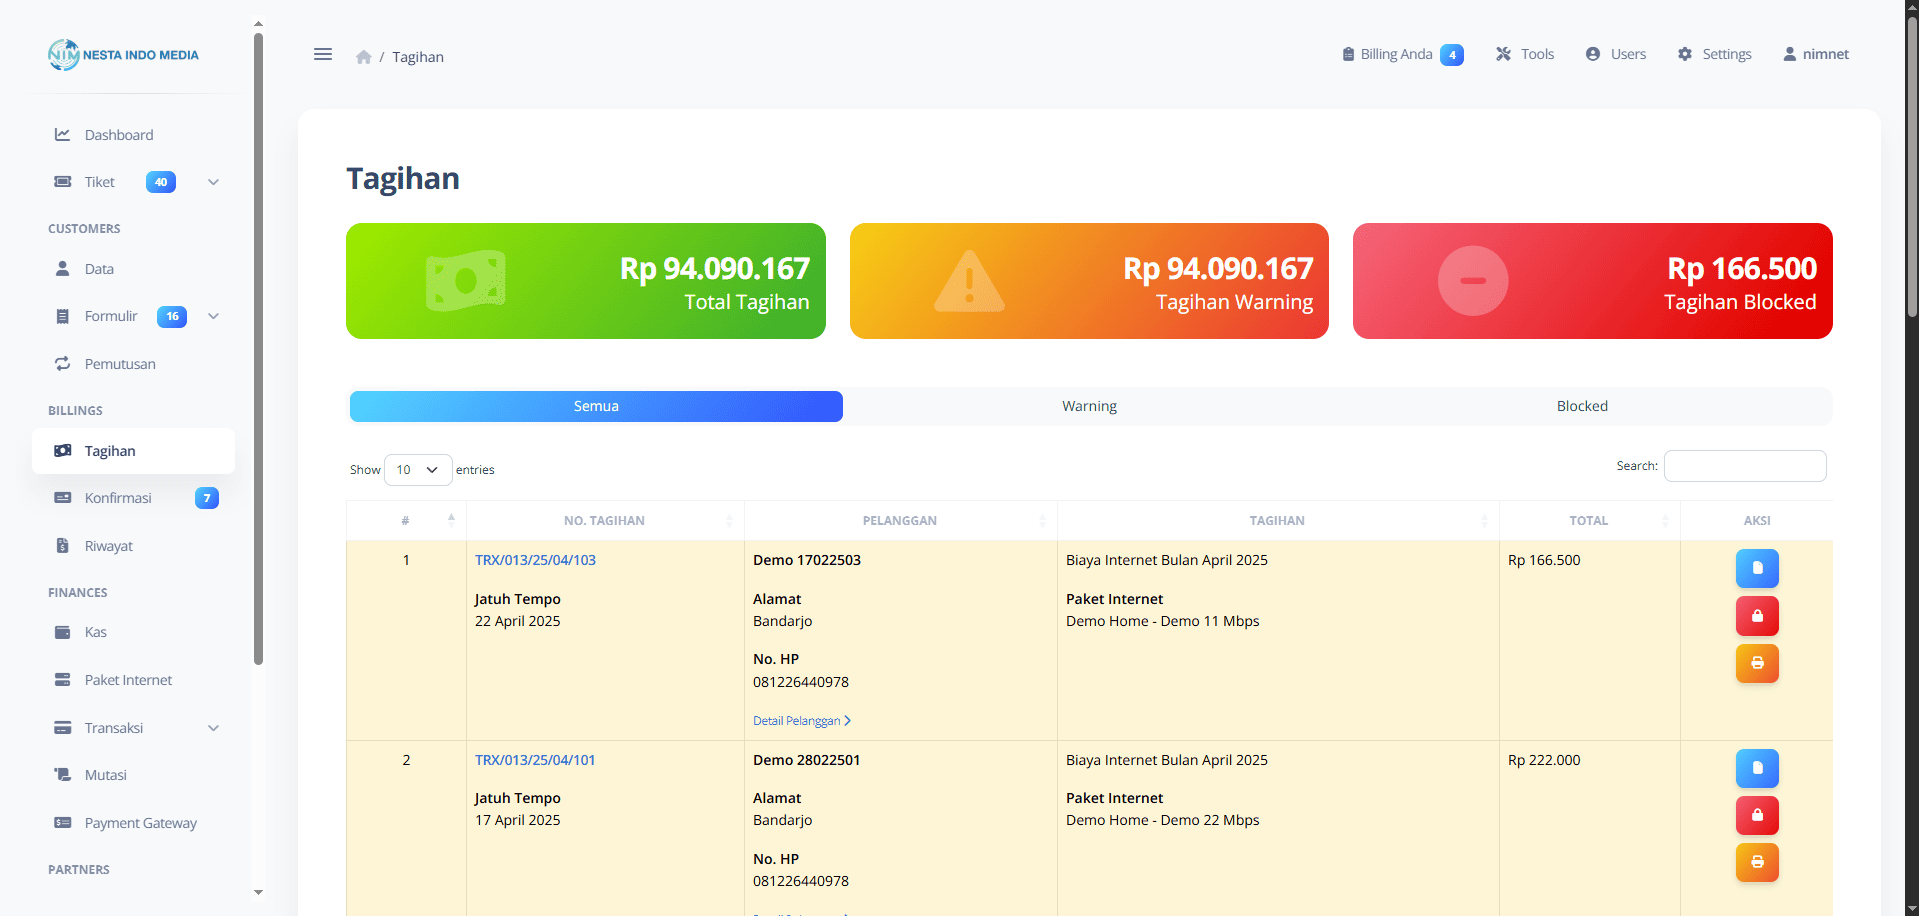 NIM NESTA INDO MEDIA
/ Tagihan
Billing Anda 4 Tools Users Settings nimnet
Dashboard
Tiket 40
CUSTOMERS
Data
Formulir 16
Pemutusan
BILLINGS
Tagihan
Konfirmasi 7
Riwayat
FINANCES
Kas
Paket Internet
Transaksi
Mutasi
Payment Gateway
PARTNERS
Tagihan
Rp 94.090.167
Total Tagihan
Rp 94.090.167
Tagihan Warning
Rp 166.500
Tagihan Blocked
Semua Warning Blocked
Show 10 entries
Search:
# NO. TAGIHAN PELANGGAN TAGIHAN TOTAL AKSI
1
TRX/013/25/04/103
Jatuh Tempo
22 April 2025
Demo 17022503
Alamat
Bandarjo
No. HP
081226440978
Detail Pelanggan
Biaya Internet Bulan April 2025
Paket Internet
Demo Home - Demo 11 Mbps
Rp 166.500
2
TRX/013/25/04/101
Jatuh Tempo
17 April 2025
Demo 28022501
Alamat
Bandarjo
No. HP
081226440978
Biaya Internet Bulan April 2025
Paket Internet
Demo Home - Demo 22 Mbps
Rp 222.000